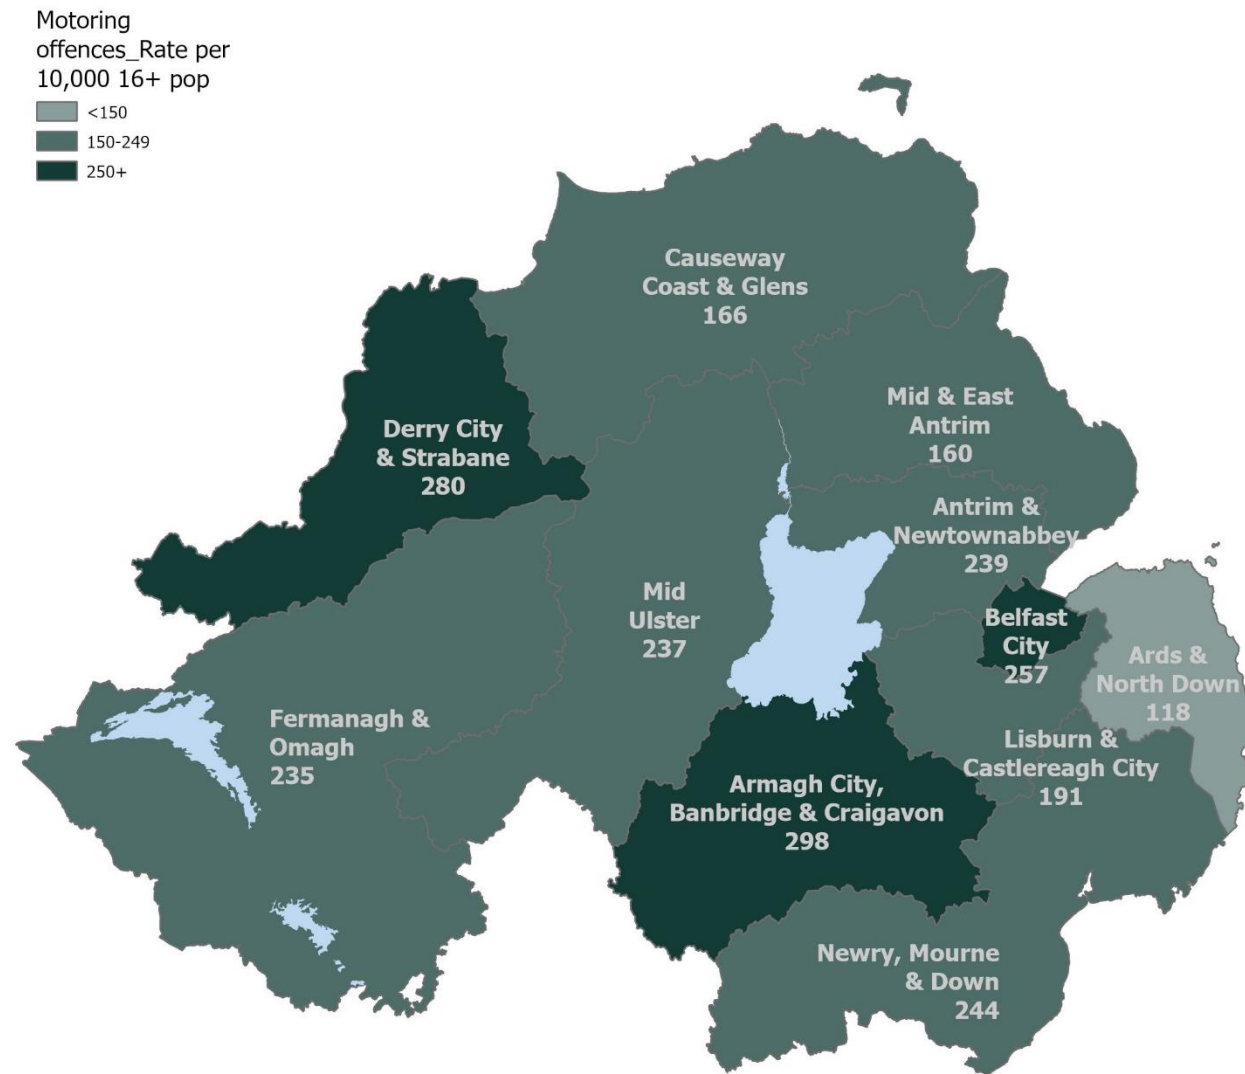 Motoring
offences_Rate per
10,000 16+ pop
<150
150-249
250+
Causeway
Coast & Glens
166
Mid & East
Antrim
160
Derry City
& Strabane
280
Antrim &
Newtownabbey
239
Mid
Ulster
237
Belfast
City
257
Ards &
North Down
118
Fermanagh &
Omagh
235
Lisburn &
Castlereagh City
191
Armagh City,
Banbridge & Craigavon
298
Newry, Mourne
& Down
244